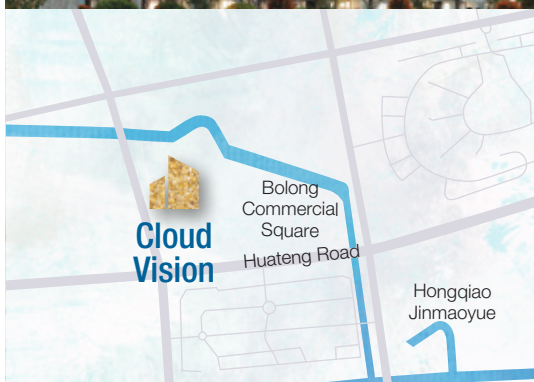 Bolong
Commercial
Square
Cloud
Vision
Huateng Road
Hongqiao
Jinmaoyue